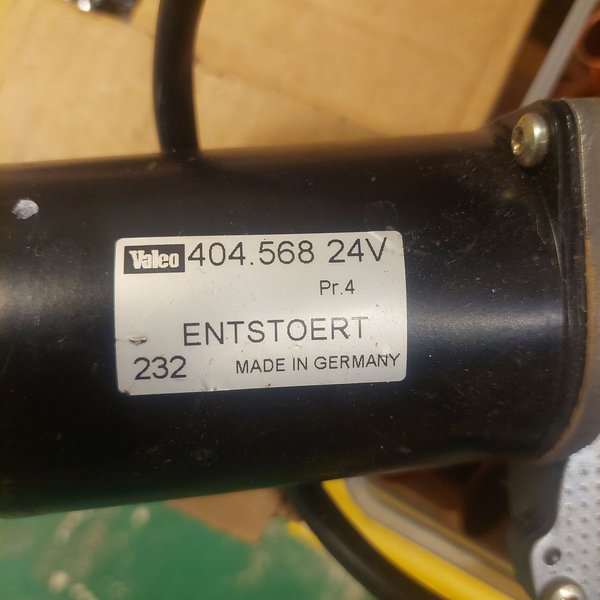 Valeo 404.568 24V
Pr.4
ENTSTOERT
232 MADE IN GERMANY